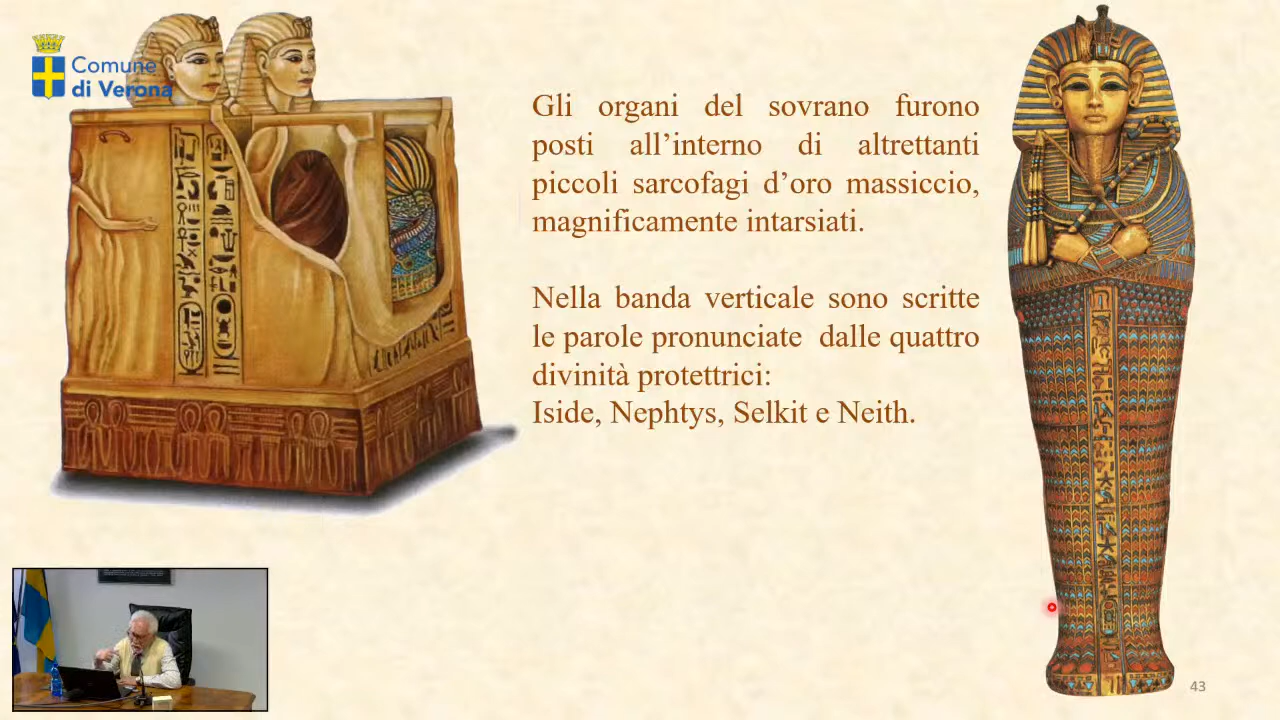 Comune
di Verona
Gli organi del sovrano furono
posti all’interno di altrettanti
piccoli sarcofagi d’oro massiccio,
magnificamente intarsiati.
Nella banda verticale sono scritte
le parole pronunciate dalle quattro
divinità protettrici:
Iside, Nephtys, Selkit e Neith.
43